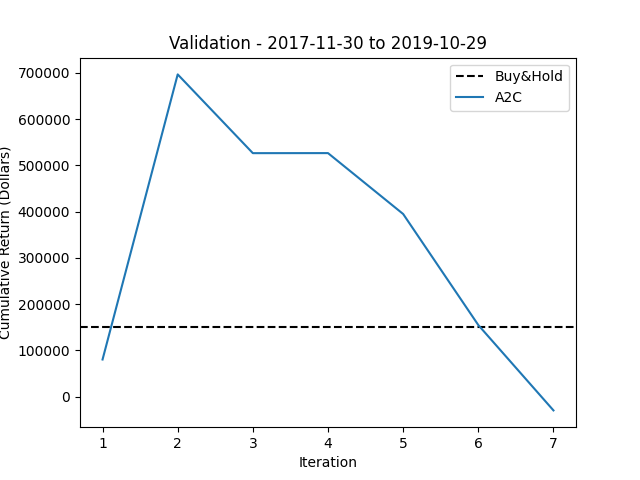 Validation - 2017-11-30 to 2019-10-29
Buy&Hold
A2C
Cumulative Return (Dollars)
700000
600000
500000
400000
300000
200000
100000
0
1 2 3 4 5 6 7
Iteration